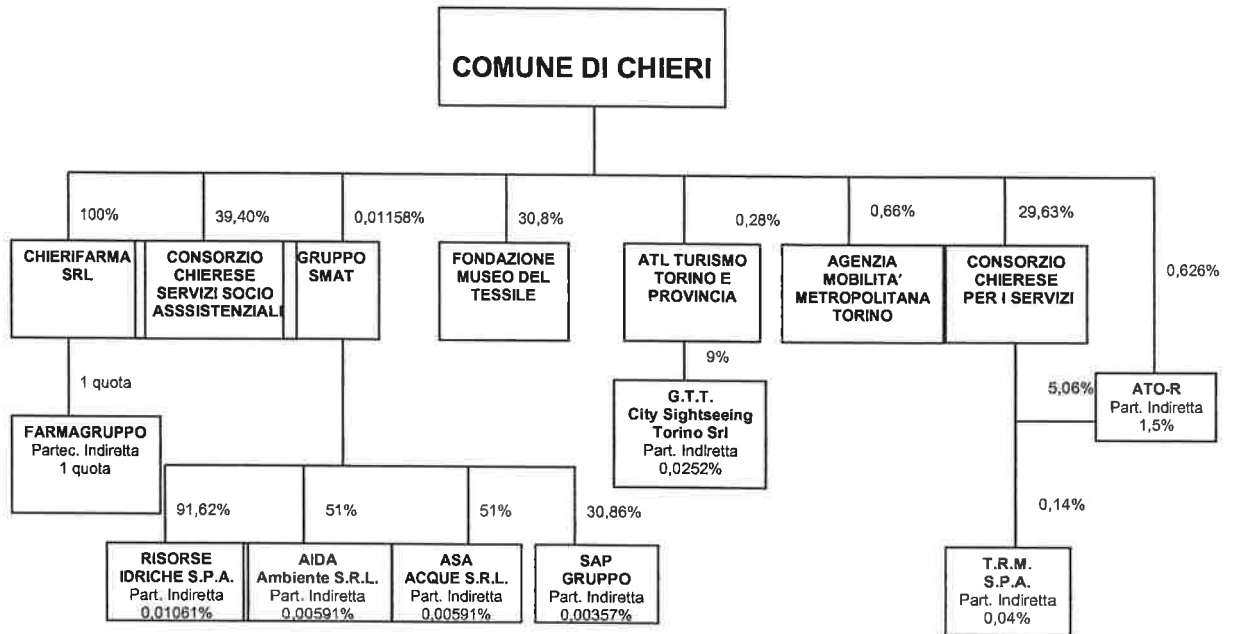 COMUNE DI CHIERI
100%
39,40%
0,01158%
30,8%
0,28%
0,66%
29,63%
0,626%
CHIERIFARMA
SRL
CONSORZIO
CHIERESE
SERVIZI SOCIO
ASSSISTENZIALI
GRUPPO
SMAT
FONDAZIONE
MUSEO DEL
TESSILE
ATL TURISMO
TORINO E
PROVINCIA
AGENZIA
MOBILITA'
METROPOLITANA
TORINO
CONSORZIO
CHIERESE
PER I SERVIZI
1 quota
9%
5,06%
FARMAGRUPPO
Partec. Indiretta
1 quota
G.T.T.
City Sightseeing
Torino Srl
Part. Indiretta
0,0252%
ATO-R
Part. Indiretta
1,5%
91,62%
51%
51%
30,86%
0,14%
RISORSE
IDRICHE S.P.A.
Part. Indiretta
0,01061%
AIDA
Ambiente S.R.L.
Part. Indiretta
0,00591%
ASA
ACQUE S.R.L.
Part. Indiretta
0,00591%
SAP
GRUPPO
Part. Indiretta
0,00357%
T.R.M.
S.P.A.
Part. Indiretta
0,04%